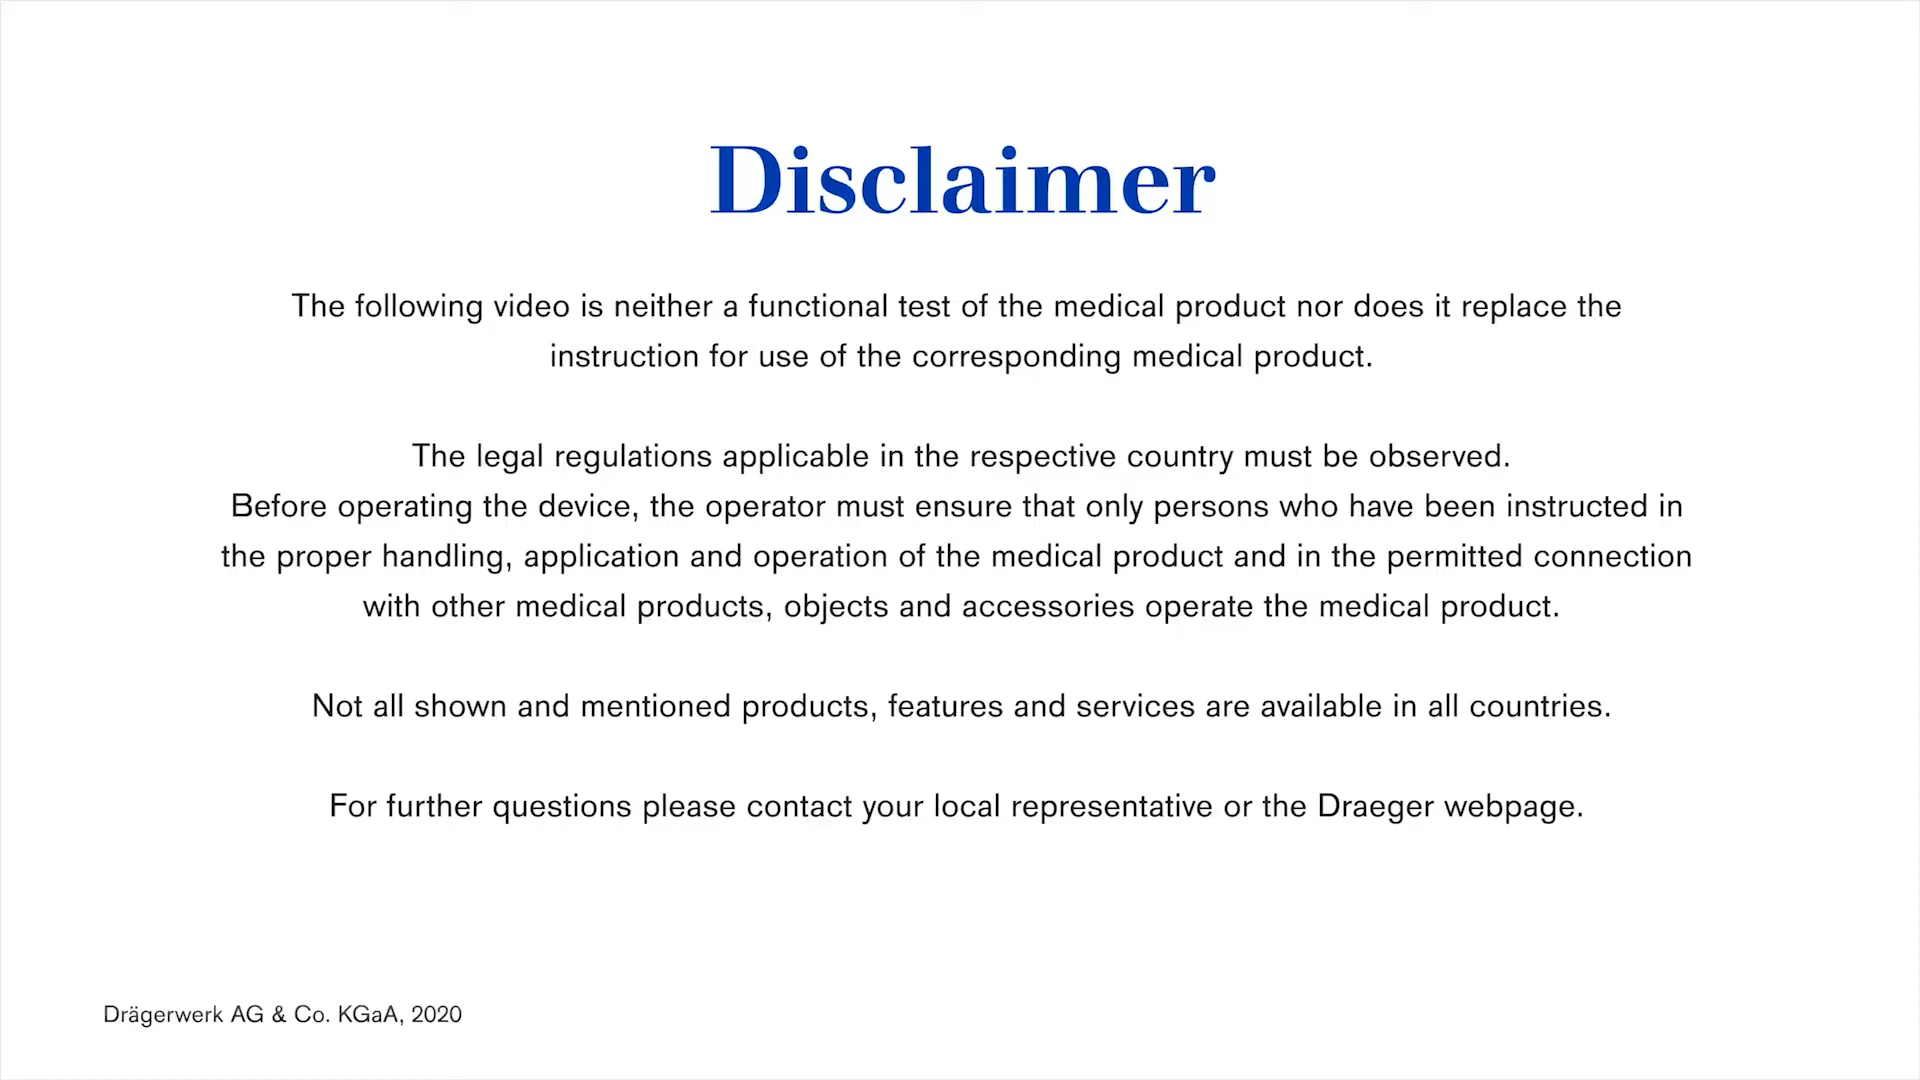 Disclaimer
The following video is neither a functional test of the medical product nor does it replace the
instruction for use of the corresponding medical product.
The legal regulations applicable in the respective country must be observed.
Before operating the device, the operator must ensure that only persons who have been instructed in
the proper handling, application and operation of the medical product and in the permitted connection
with other medical products, objects and accessories operate the medical product.
Not all shown and mentioned products, features and services are available in all countries.
For further questions please contact your local representative or the Draeger webpage.
Drägerwerk AG & Co. KGaA, 2020